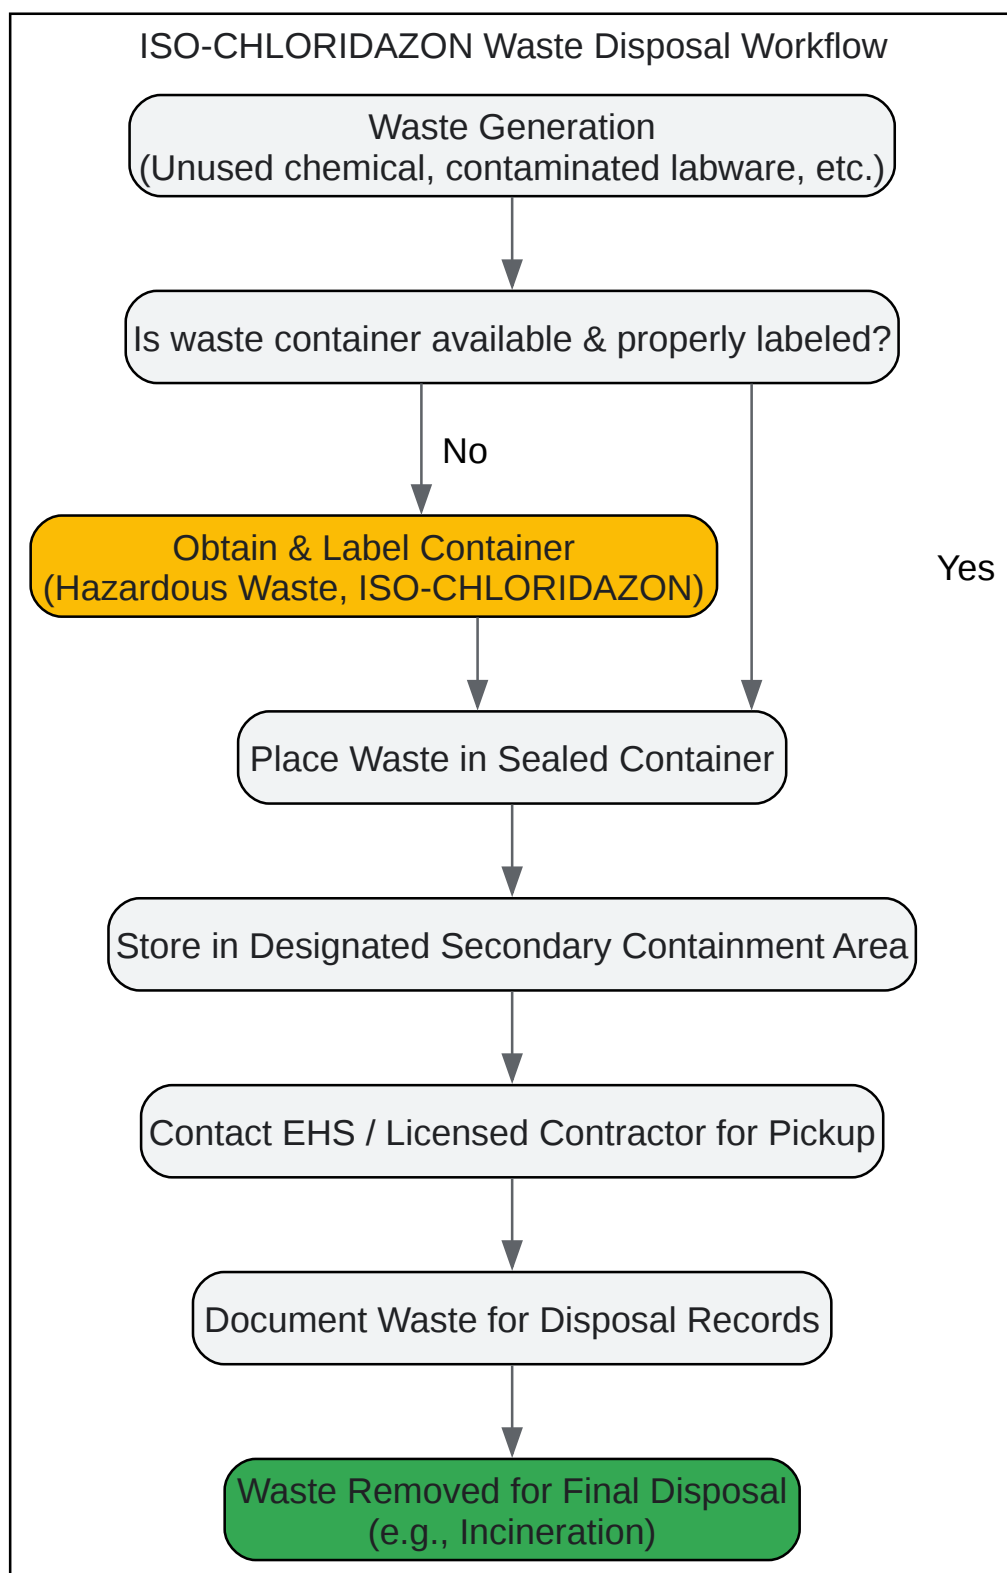 ISO-CHLORIDAZON Waste Disposal Workflow
Waste Generation
(Unused chemical, contaminated labware, etc.)
Is waste container available & properly labeled?
No
Obtain & Label Container
(Hazardous Waste, ISO-CHLORIDAZON)
Yes
Place Waste in Sealed Container
Store in Designated Secondary Containment Area
Contact EHS / Licensed Contractor for Pickup
Document Waste for Disposal Records
Waste Removed for Final Disposal
(e.g., Incineration)